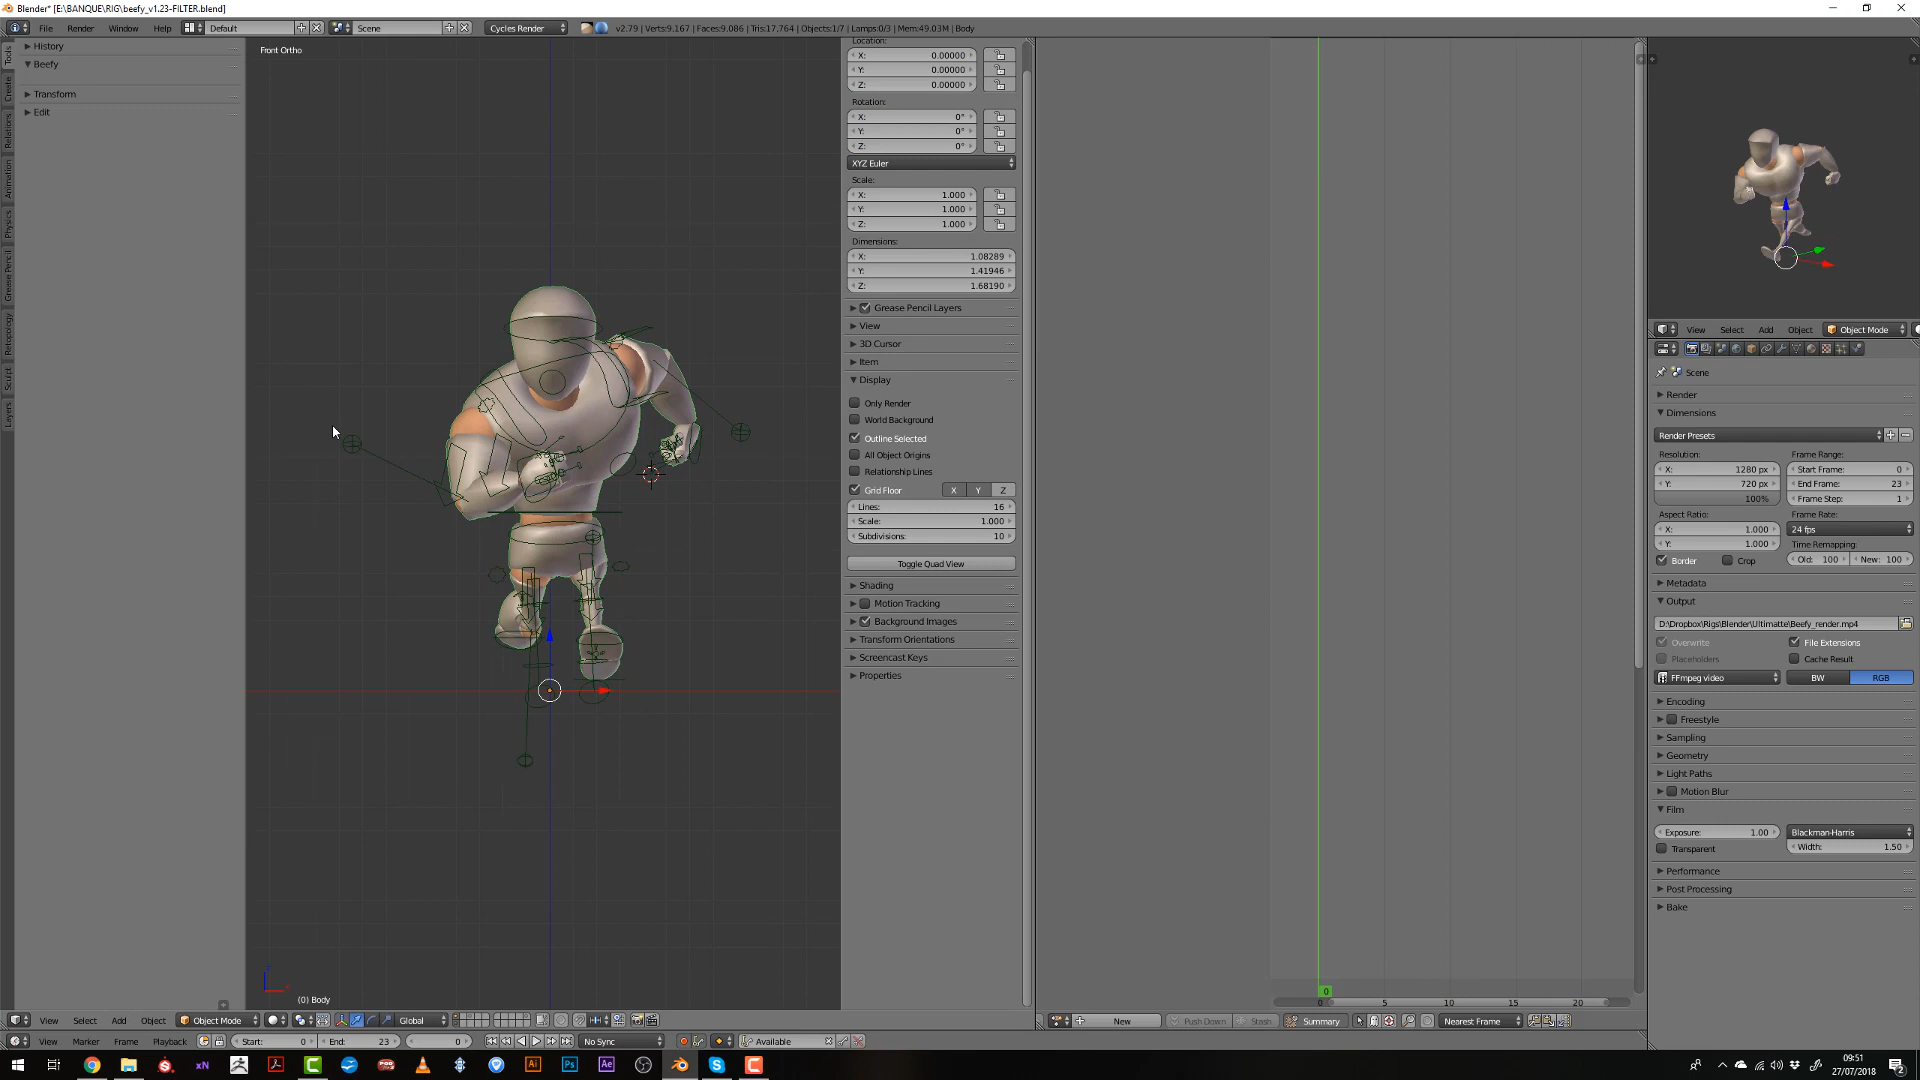 Blender* [E:\BANQUE\RIG\beefy_v1.23-FILTER.blend]
File Render Window Help Default Scene Cycles Render v2.79 | Verts:9.167 | Faces:9.086 | Tris:17.764 | Objects:1/7 | Lamps:0/3 | Mem:49.03M | Body
History
Beefy
Transform
Edit
Tools
Create
Relations
Animation
Physics
Grease Pencil
Retopology
Sculpt
Layers
Front Ortho
(0) Body
Location:
X: 0.00000
Y: 0.00000
Z: 0.00000
Rotation:
X: 0°
Y: 0°
Z: 0°
XYZ Euler
Scale:
X: 1.000
Y: 1.000
Z: 1.000
Dimensions:
X: 1.08289
Y: 1.41946
Z: 1.68190
Grease Pencil Layers
View
3D Cursor
Item
Display
Only Render
World Background
Outline Selected
All Object Origins
Relationship Lines
Grid Floor X Y Z
Lines: 16
Scale: 1.000
Subdivisions: 10
Toggle Quad View
Shading
Motion Tracking
Background Images
Transform Orientations
Screencast Keys
Properties
0
0 5 10 15 20
New Push Down Stash Summary Nearest Frame
View Select Add Object Object Mode
Scene
Render
Dimensions
Render Presets
Resolution: Frame Range:
X: 1280 px Start Frame: 0
Y: 720 px End Frame: 23
100% Frame Step: 1
Aspect Ratio: Frame Rate:
X: 1.000 24 fps
Y: 1.000 Time Remapping:
Border Crop Old: 100 New: 100
Metadata
Output
D:\Dropbox\Rigs\Blender\Ultimatte\Beefy_render.mp4
Overwrite File Extensions
Placeholders Cache Result
FFmpeg video BW RGB
Encoding
Freestyle
Sampling
Geometry
Light Paths
Motion Blur
Film
Exposure: 1.00 Blackman-Harris
Transparent Width: 1.50
Performance
Post Processing
Bake
View Select Add Object Object Mode Global
View Marker Frame Playback Start: 0 End: 23 0 No Sync Available
09:51
27/07/2018